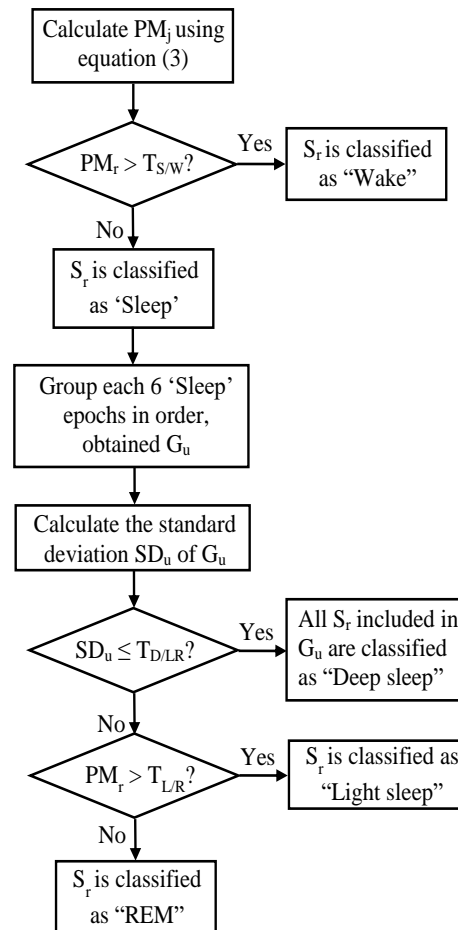 Calculate PMj using
equation (3)
PMr > TS/W?
Yes
Sr is classified
as “Wake”
No
Sr is classified
as ‘Sleep’
Group each 6 ‘Sleep’
epochs in order,
obtained Gu
Calculate the standard
deviation SDu of Gu
SDu ≤ TD/LR?
Yes
All Sr included in
Gu are classified
as “Deep sleep”
No
PMr > TL/R?
Yes
Sr is classified as
“Light sleep”
No
Sr is classified
as “REM”